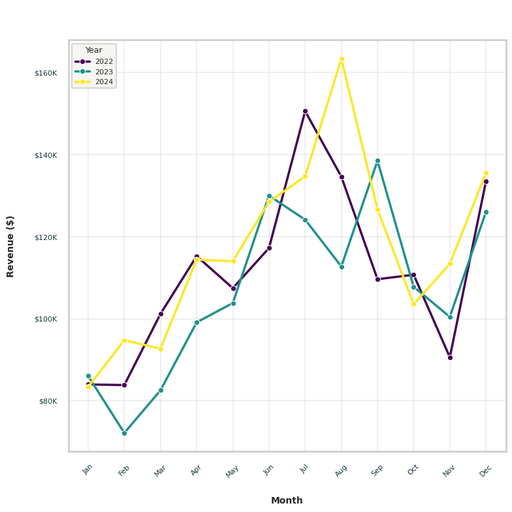 Year
2022
2023
2024
$160K
$140K
$120K
$100K
$80K
Revenue ($)
Jan
Feb
Mar
Apr
May
Jun
Jul
Aug
Sep
Oct
Nov
Dec
Month